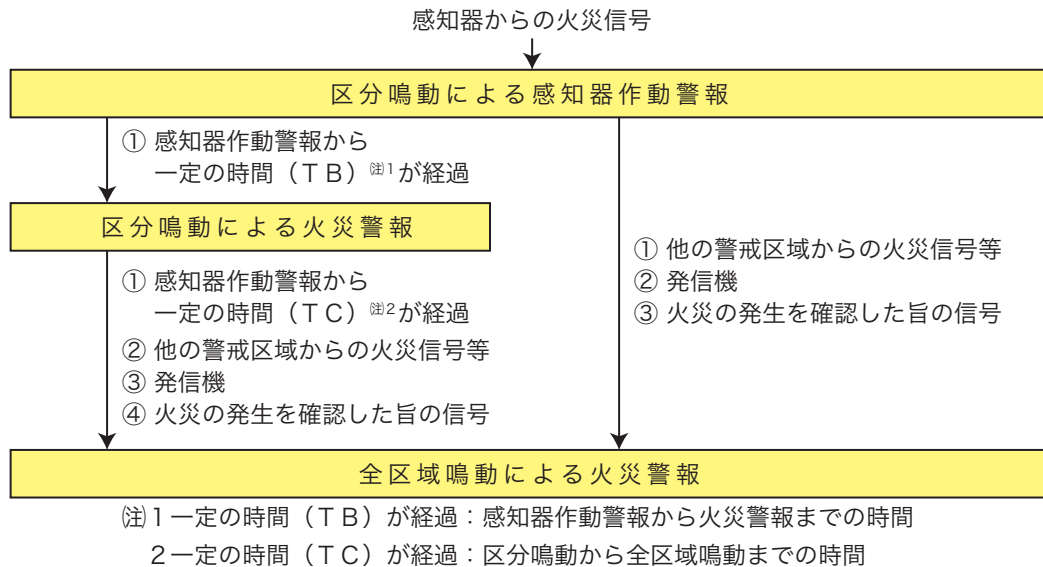 感知器からの火災信号
区分鳴動による感知器作動警報
① 感知器作動警報から
一定の時間（ＴＢ）㊟1が経過
区分鳴動による火災警報
① 感知器作動警報から
一定の時間（ＴＣ）㊟2が経過
② 他の警戒区域からの火災信号等
③ 発信機
④ 火災の発生を確認した旨の信号
① 他の警戒区域からの火災信号等
② 発信機
③ 火災の発生を確認した旨の信号
全区域鳴動による火災警報
㊟１一定の時間（ＴＢ）が経過：感知器作動警報から火災警報までの時間
２一定の時間（ＴＣ）が経過：区分鳴動から全区域鳴動までの時間